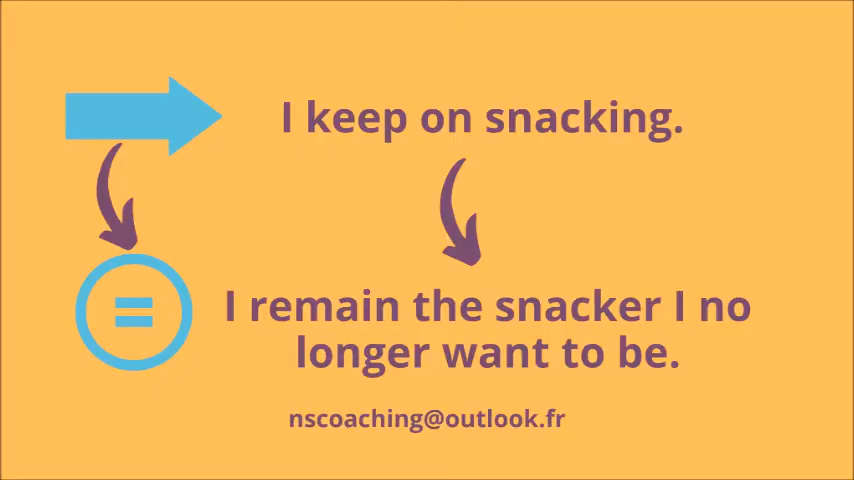 I keep on snacking.
=
I remain the snacker I no
longer want to be.
nscoaching@outlook.fr